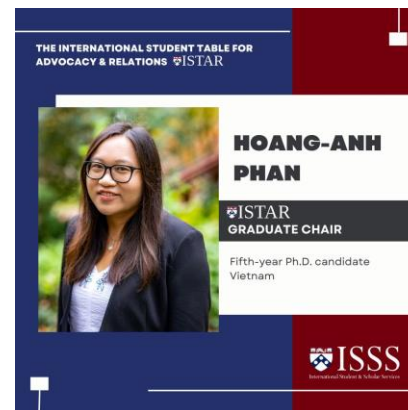 THE INTERNATIONAL STUDENT TABLE FOR
ADVOCACY & RELATIONS ISTAR
HOANG-ANH
PHAN
ISTAR
GRADUATE CHAIR
Fifth-year Ph.D. candidate
Vietnam
ISSS
International Student & Scholar Services